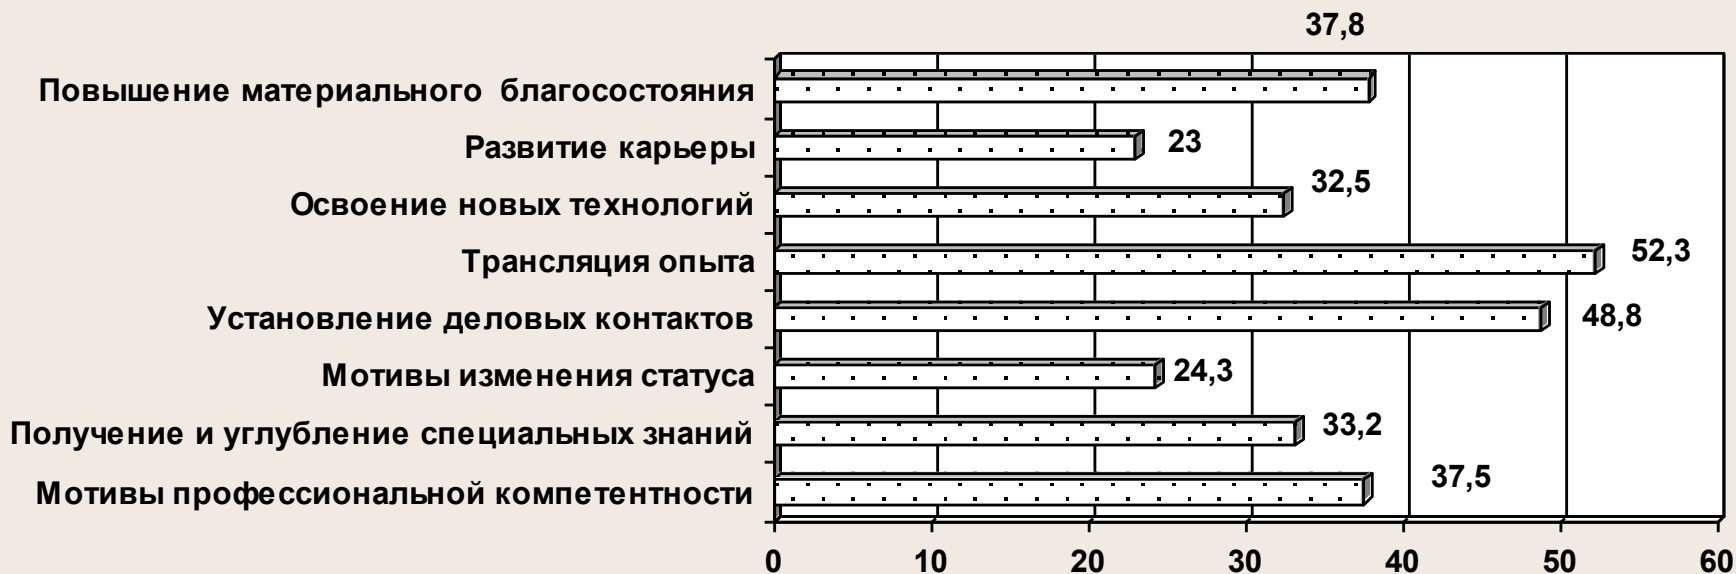 37,8
Повышение материального благосостояния
Развитие карьеры 23
Освоение новых технологий 32,5
Трансляция опыта 52,3
Установление деловых контактов 48,8
Мотивы изменения статуса 24,3
Получение и углубление специальных знаний 33,2
Мотивы профессиональной компетентности 37,5
0 10 20 30 40 50 60